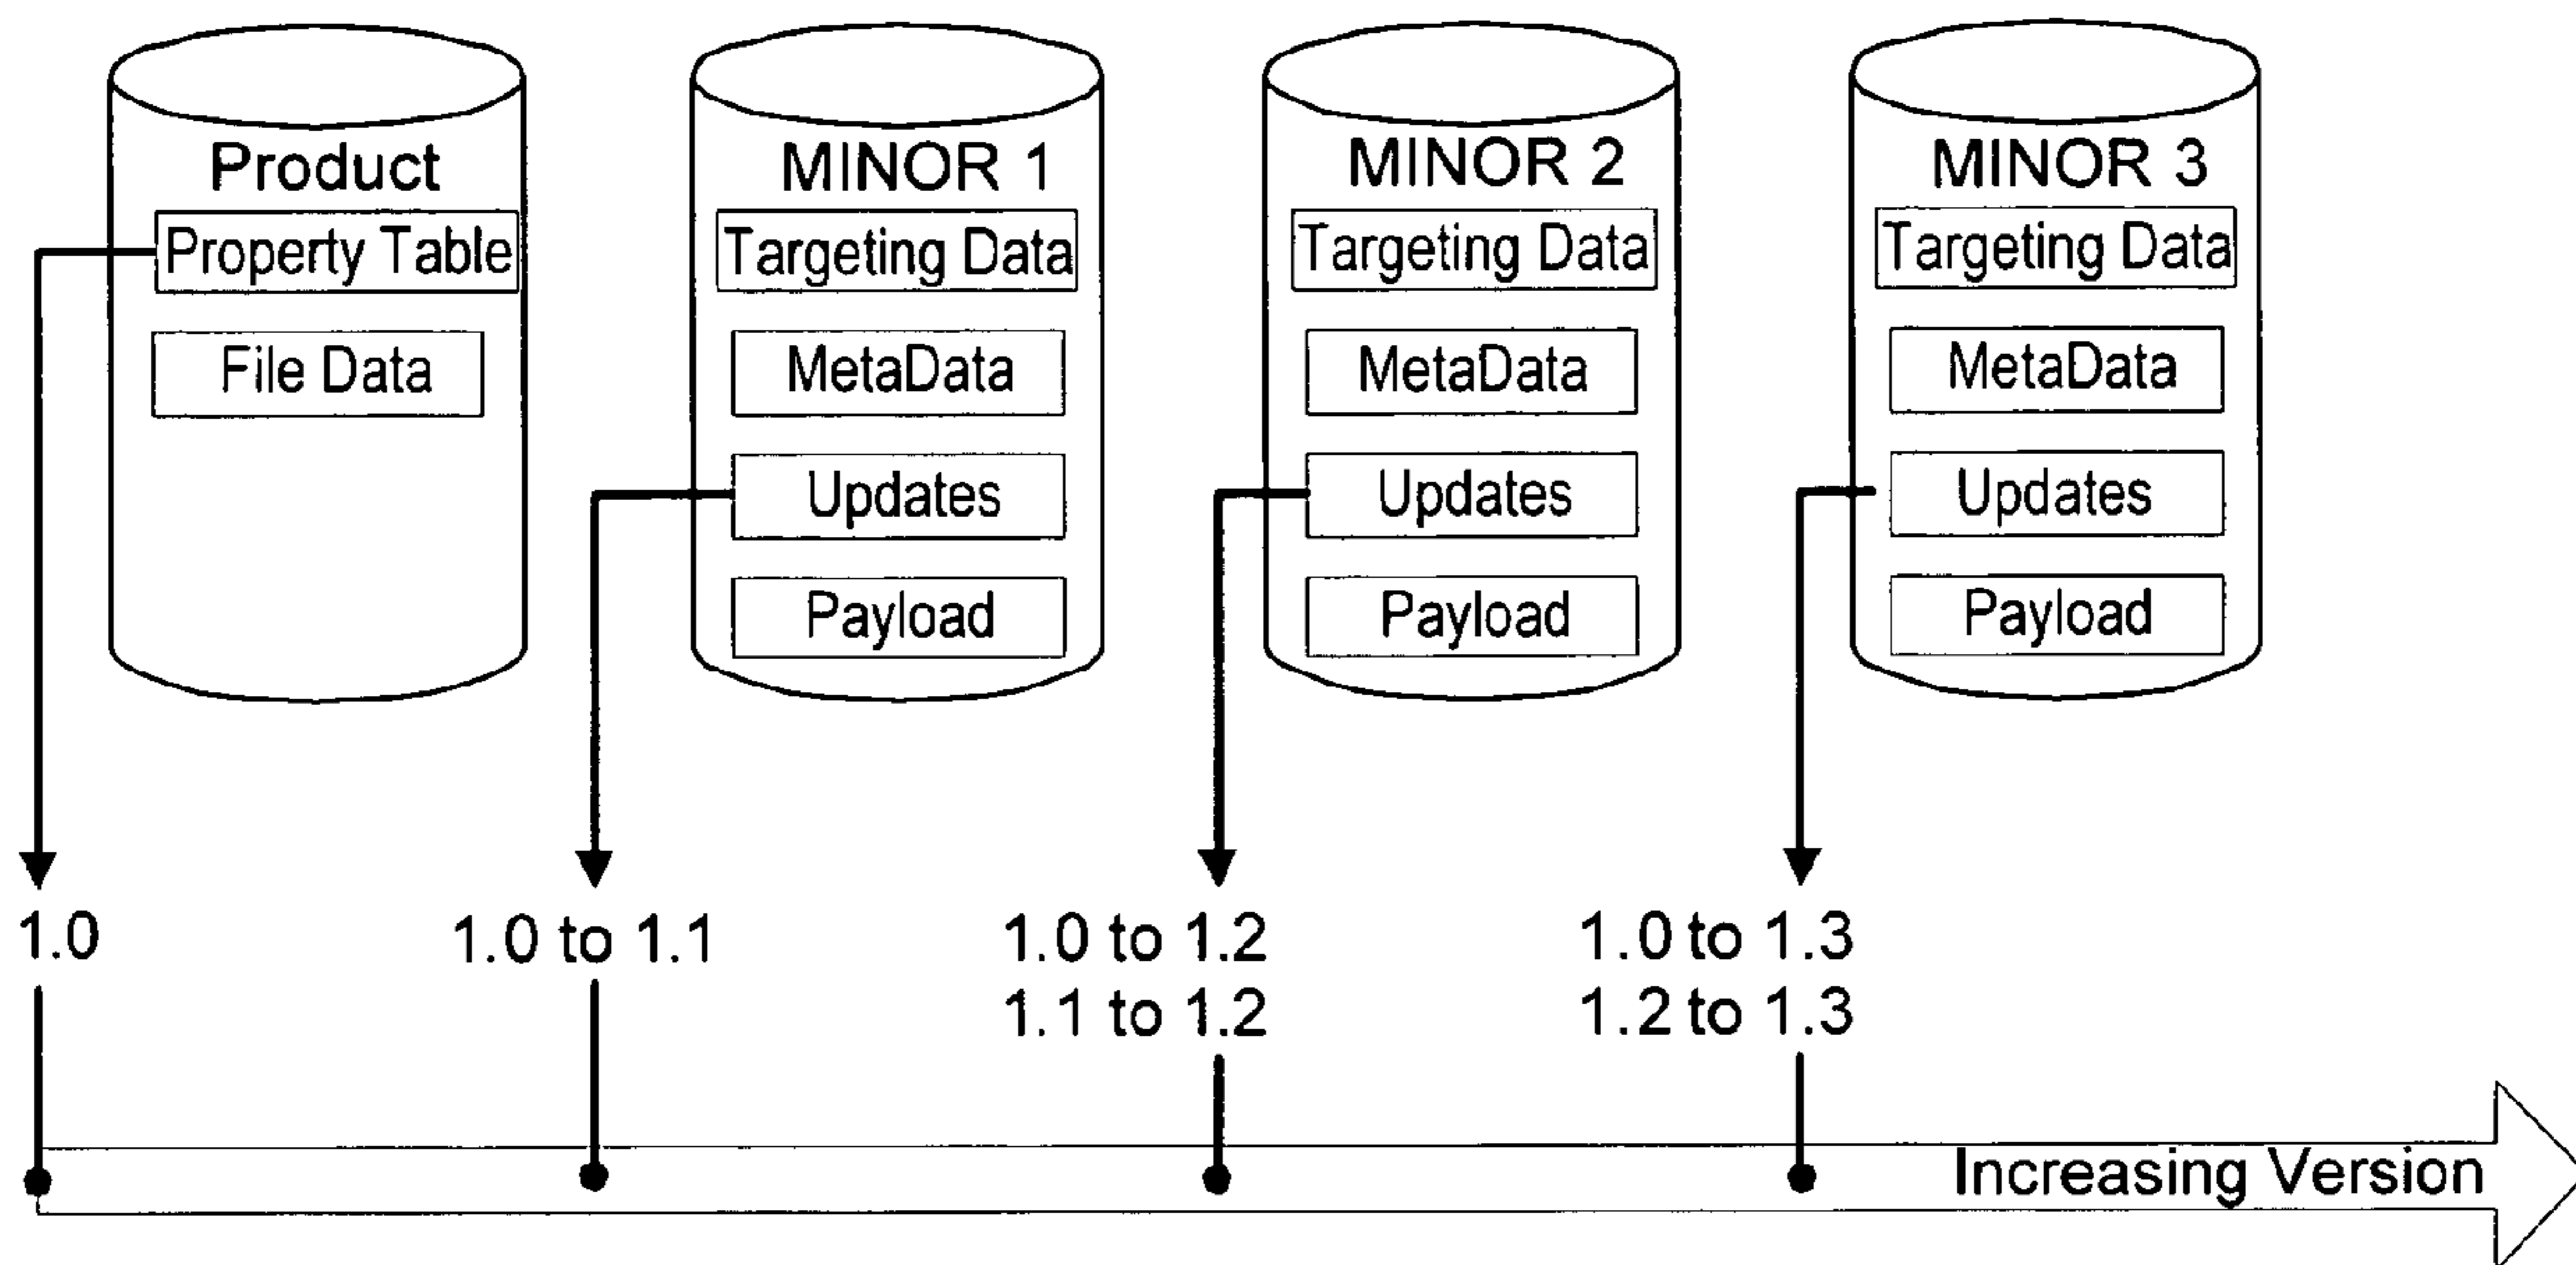 Product
Property Table
File Data
MINOR 1
Targeting Data
MetaData
Updates
Payload
MINOR 2
Targeting Data
MetaData
Updates
Payload
MINOR 3
Targeting Data
MetaData
Updates
Payload
1.0
1.0 to 1.1
1.0 to 1.2
1.1 to 1.2
1.0 to 1.3
1.2 to 1.3
Increasing Version